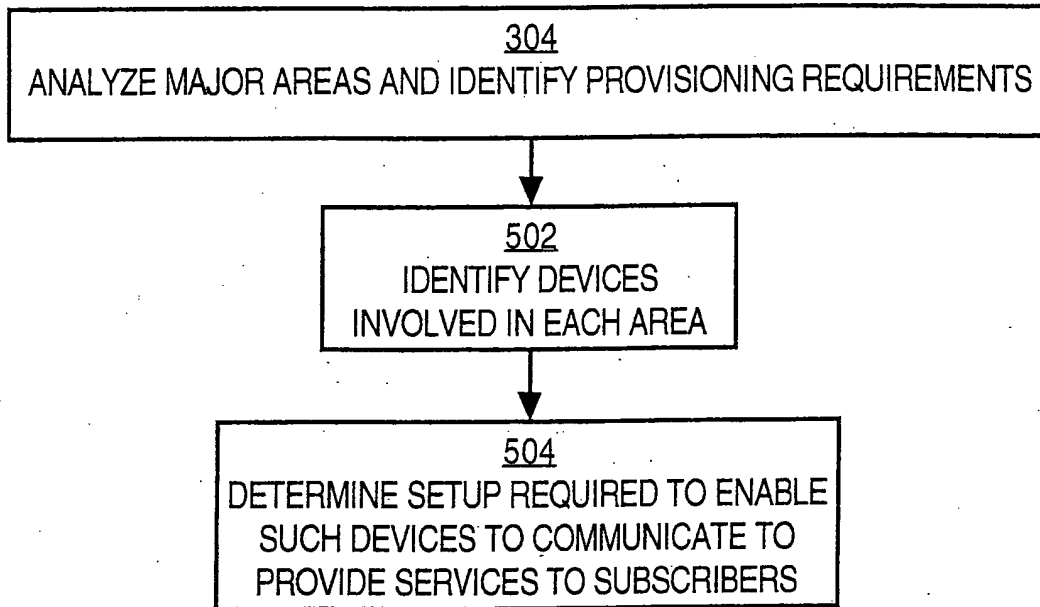 304
ANALYZE MAJOR AREAS AND IDENTIFY PROVISIONING REQUIREMENTS
502
IDENTIFY DEVICES
INVOLVED IN EACH AREA
504
DETERMINE SETUP REQUIRED TO ENABLE
SUCH DEVICES TO COMMUNICATE TO
PROVIDE SERVICES TO SUBSCRIBERS